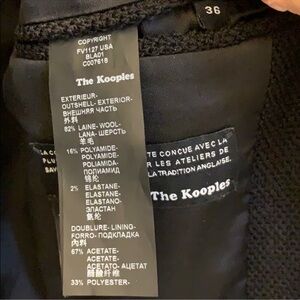 36
COPYRIGHT
FV1127 USA
BLA01
C007616
The Kooples
EXTERIEUR-
OUTSHELL-EXTERIOR-
ВНЕШНЯЯ ЧАСТЬ
外料
82% LAINE-WOOL-
LANA-ШЕРСТЬ
羊毛
16% POLYAMIDE-
POLYAMIDE-
POLIAMIDA-
ПОЛИАМИД
锦纶
2% ELASTANE-
ELASTANE-
ELASTANO-
ЭЛАСТАН
氨纶
DOUBLURE-LINING-
FORRO-ПОДКЛАДКА
内料
67% ACETATE-
ACETATE-
ACETATO-АЦЕТАТ
醋酸纤维
33% POLYESTER-
TE CONCUE AVEC LA
R LES ATELIERS DE
LA TRADITION ANGLAISE.
The Kooples